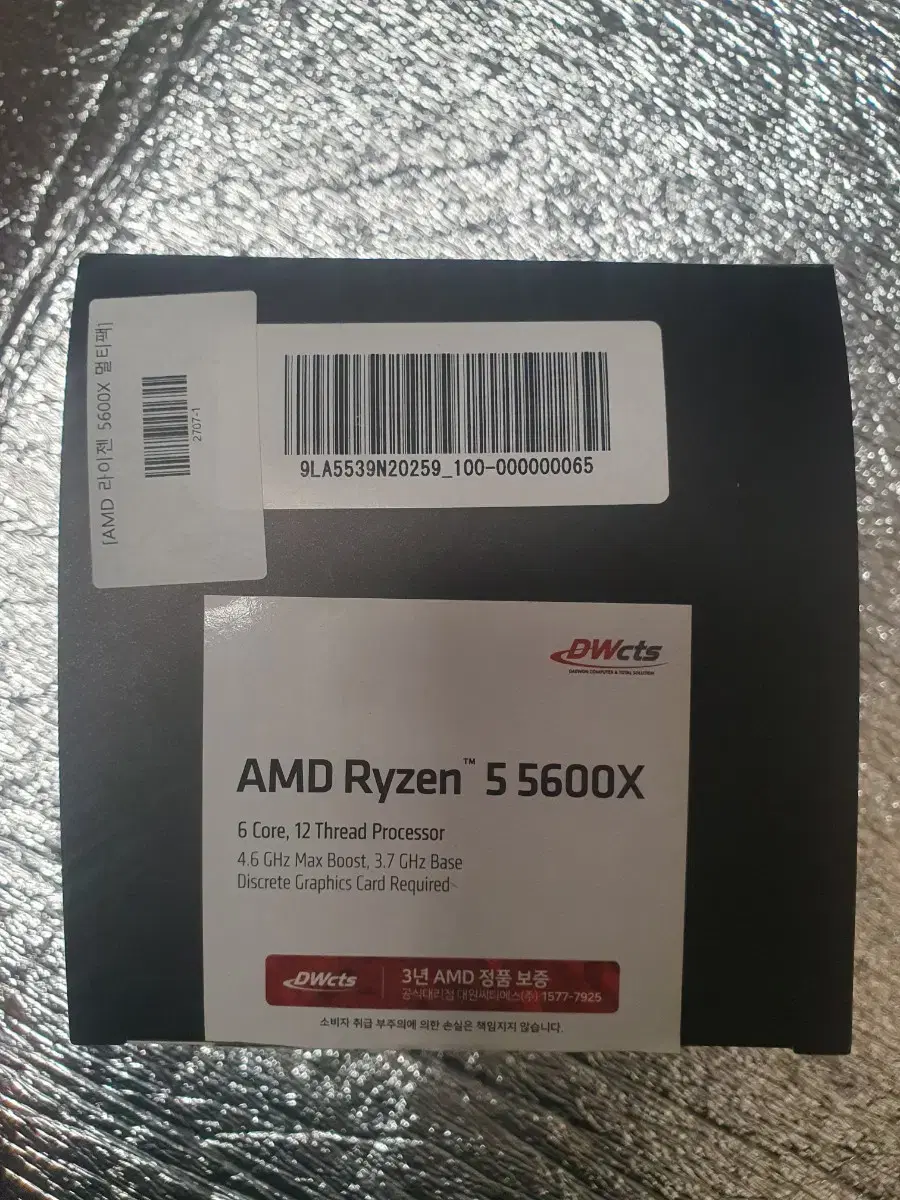 [AMD 라이젠 5600X 멀티팩]
2707-1
9LA5539N20259_100-000000065
DWcts
DAEWON COMPUTER & TOTAL SOLUTION
AMD Ryzen™ 5 5600X
6 Core, 12 Thread Processor
4.6 GHz Max Boost, 3.7 GHz Base
Discrete Graphics Card Required
DWcts
3년 AMD 정품 보증
공식대리점 대원씨티에스(주) 1577-7925
소비자 취급 부주의에 의한 손실은 책임지지 않습니다.